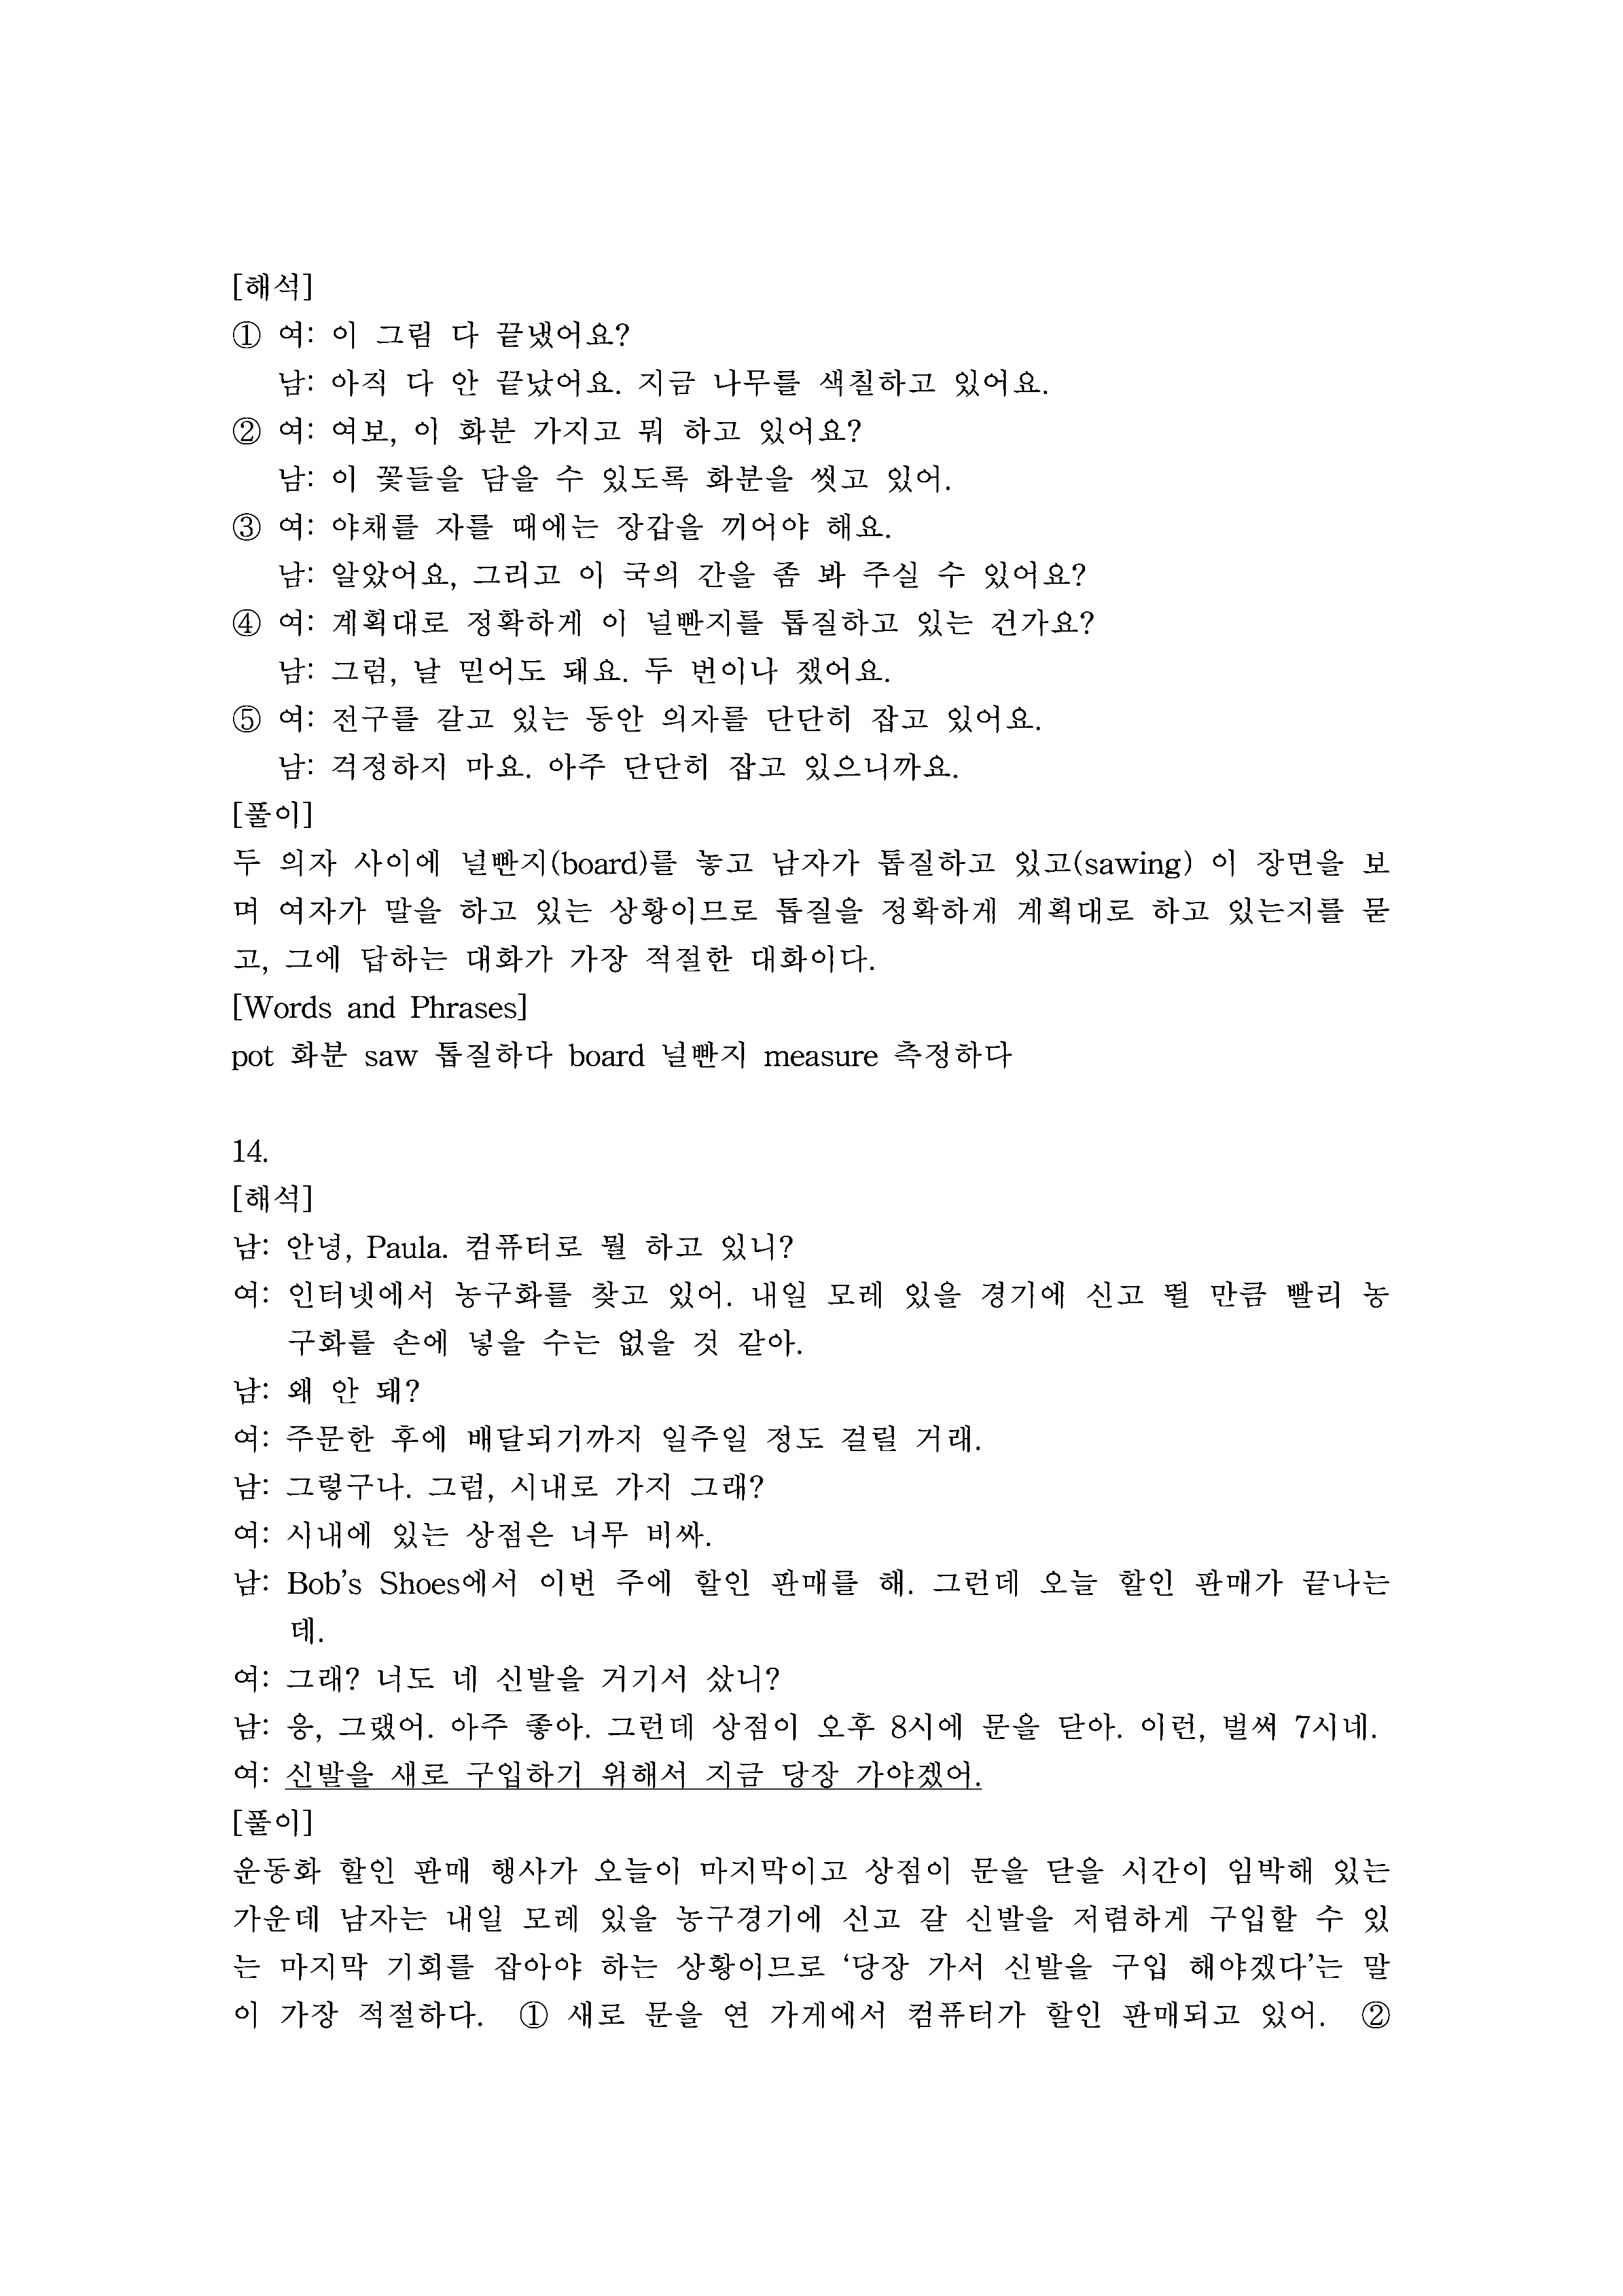 [해석]
① 여: 이 그림 다 끝냈어요?
남: 아직 다 안 끝났어요. 지금 나무를 색칠하고 있어요.
② 여: 여보, 이 화분 가지고 뭐 하고 있어요?
남: 이 꽃들을 담을 수 있도록 화분을 씻고 있어.
③ 여: 야채를 자를 때에는 장갑을 끼어야 해요.
남: 알았어요, 그리고 이 국의 간을 좀 봐 주실 수 있어요?
④ 여: 계획대로 정확하게 이 널빤지를 톱질하고 있는 건가요?
남: 그럼, 날 믿어도 돼요. 두 번이나 쟀어요.
⑤ 여: 전구를 갈고 있는 동안 의자를 단단히 잡고 있어요.
남: 걱정하지 마요. 아주 단단히 잡고 있으니까요.
[풀이]
두 의자 사이에 널빤지(board)를 놓고 남자가 톱질하고 있고(sawing) 이 장면을 보
며 여자가 말을 하고 있는 상황이므로 톱질을 정확하게 계획대로 하고 있는지를 묻
고, 그에 답하는 대화가 가장 적절한 대화이다.
[Words and Phrases]
pot 화분 saw 톱질하다 board 널빤지 measure 측정하다
14.
[해석]
남: 안녕, Paula. 컴퓨터로 뭘 하고 있니?
여: 인터넷에서 농구화를 찾고 있어. 내일 모레 있을 경기에 신고 뛸 만큼 빨리 농
구화를 손에 넣을 수는 없을 것 같아.
남: 왜 안 돼?
여: 주문한 후에 배달되기까지 일주일 정도 걸릴 거래.
남: 그렇구나. 그럼, 시내로 가지 그래?
여: 시내에 있는 상점은 너무 비싸.
남: Bob's Shoes에서 이번 주에 할인 판매를 해. 그런데 오늘 할인 판매가 끝나는
데.
여: 그래? 너도 네 신발을 거기서 샀니?
남: 응, 그랬어. 아주 좋아. 그런데 상점이 오후 8시에 문을 닫아. 이런, 벌써 7시네.
여: 신발을 새로 구입하기 위해서 지금 당장 가야겠어.
[풀이]
운동화 할인 판매 행사가 오늘이 마지막이고 상점이 문을 닫을 시간이 임박해 있는
가운데 남자는 내일 모레 있을 농구경기에 신고 갈 신발을 저렴하게 구입할 수 있
는 마지막 기회를 잡아야 하는 상황이므로 ‘당장 가서 신발을 구입 해야겠다’는 말
이 가장 적절하다. ① 새로 문을 연 가게에서 컴퓨터가 할인 판매되고 있어. ②